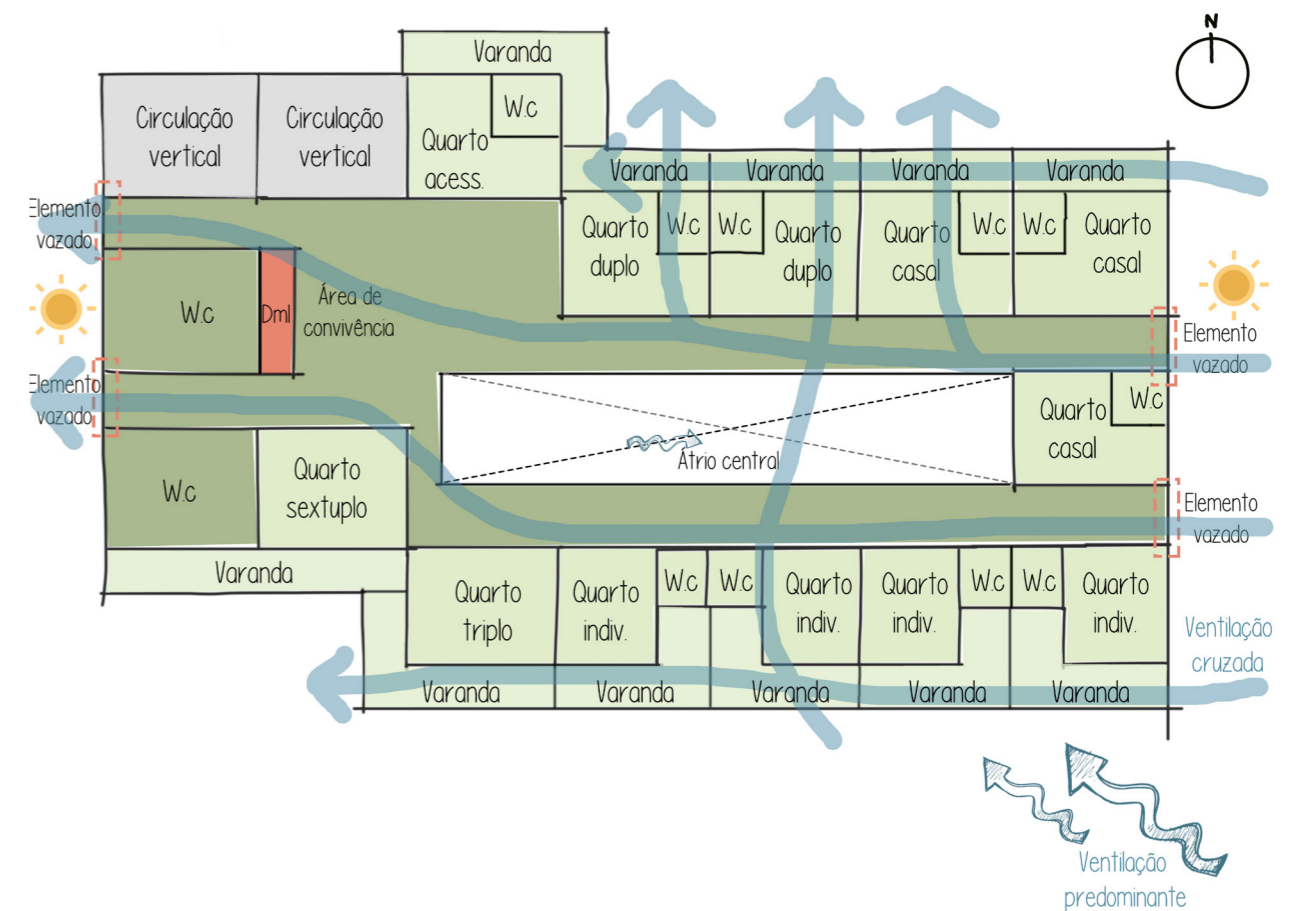 N
Varanda
W.c
Circulação
vertical
Circulação
vertical
Quarto
acess.
Varanda
Varanda
Varanda
Varanda
Elemento
vazado
Quarto
duplo
W.c
W.c
Quarto
duplo
Quarto
casal
W.c
W.c
Quarto
casal
W.c
Dml
Área de
convivência
Elemento
vazado
Elemento
vazado
Quarto
casal
W.c
Átrio central
W.c
Quarto
sextuplo
Elemento
vazado
Varanda
Quarto
triplo
Quarto
indiv.
W.c
W.c
Quarto
indiv.
Quarto
indiv.
W.c
W.c
Quarto
indiv.
Ventilação
cruzada
Varanda
Varanda
Varanda
Varanda
Varanda
Ventilação
predominante